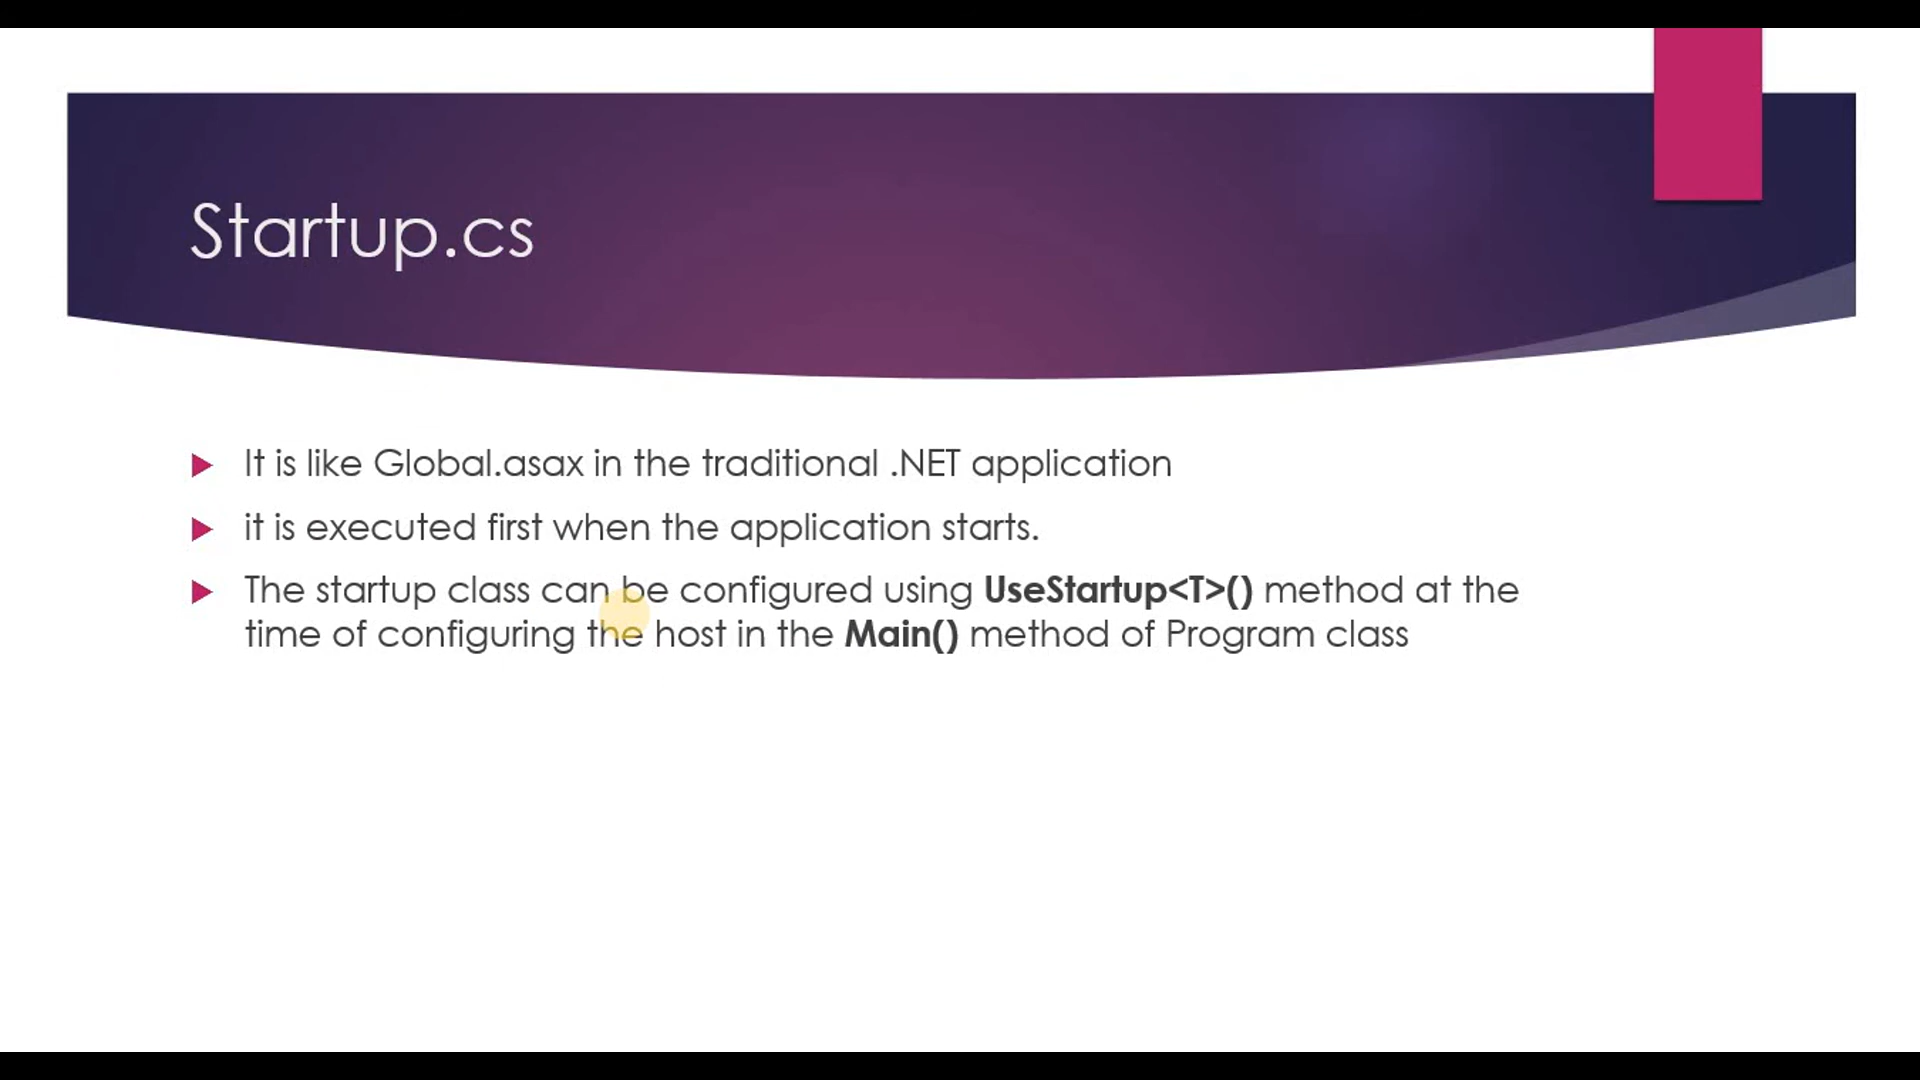 Startup.cs
It is like Global.asax in the traditional .NET application
it is executed first when the application starts.
The startup class can be configured using UseStartup<T>() method at the
time of configuring the host in the Main() method of Program class